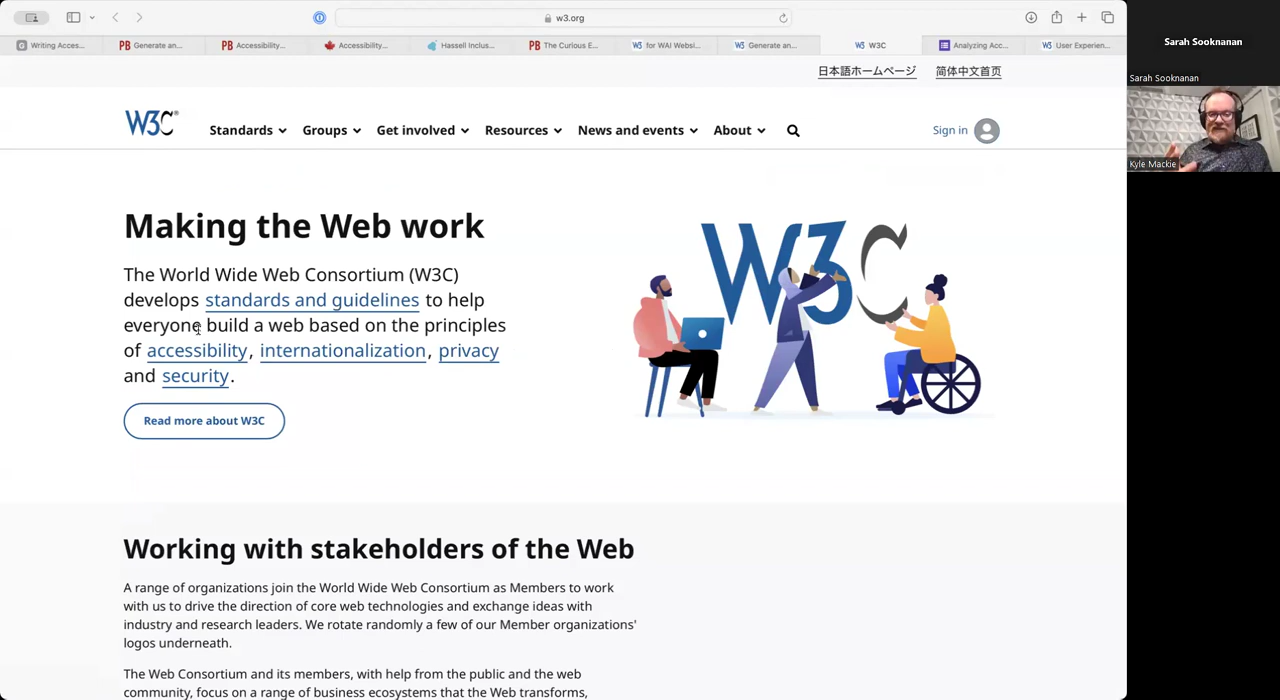 w3.org
Writing Acces...
Generate an...
Accessibility...
Accessibility...
Hassell Inclus...
The Curious E...
for WAI Websi...
Generate an...
W3C
Analyzing Acc...
User Experien...
Sarah Sooknanan
Sarah Sooknanan
Kyle Mackie
日本語ホームページ 简体中文首页
W3C®
Standards Groups Get involved Resources News and events About
Sign in
Making the Web work
The World Wide Web Consortium (W3C)
develops standards and guidelines to help
everyone build a web based on the principles
of accessibility, internationalization, privacy
and security.
Read more about W3C
W3C
Working with stakeholders of the Web
A range of organizations join the World Wide Web Consortium as Members to work
with us to drive the direction of core web technologies and exchange ideas with
industry and research leaders. We rotate randomly a few of our Member organizations'
logos underneath.
The Web Consortium and its members, with help from the public and the web
community, focus on a range of business ecosystems that the Web transforms,